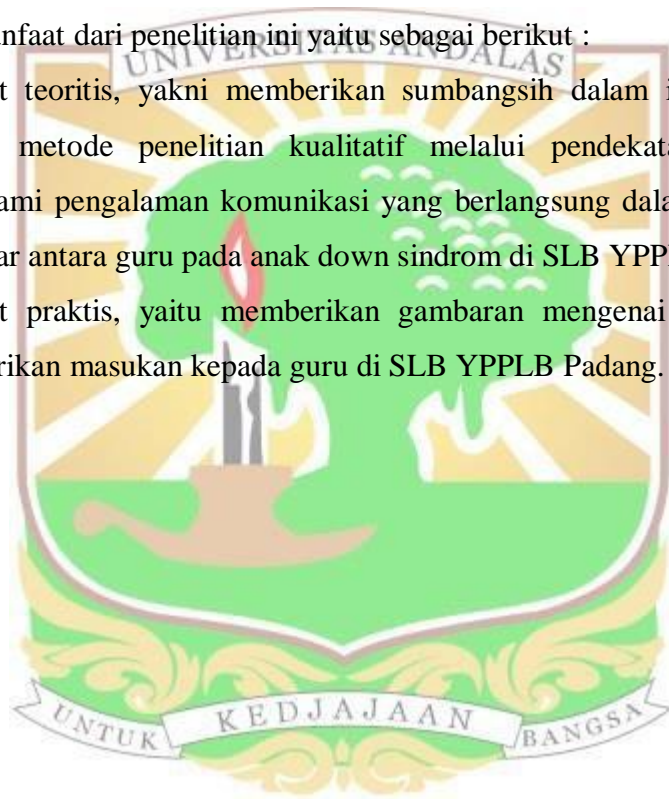 nfaat dari penelitian ini yaitu sebagai berikut :
UNIVERSITAS ANDALAS
t teoritis, yakni memberikan sumbangsih dalam i
metode penelitian kualitatif melalui pendekata
ami pengalaman komunikasi yang berlangsung dala
ar antara guru pada anak down sindrom di SLB YPP
t praktis, yaitu memberikan gambaran mengenai
rikan masukan kepada guru di SLB YPPLB Padang.
UNTUK KEDJAJAAN BANGSA